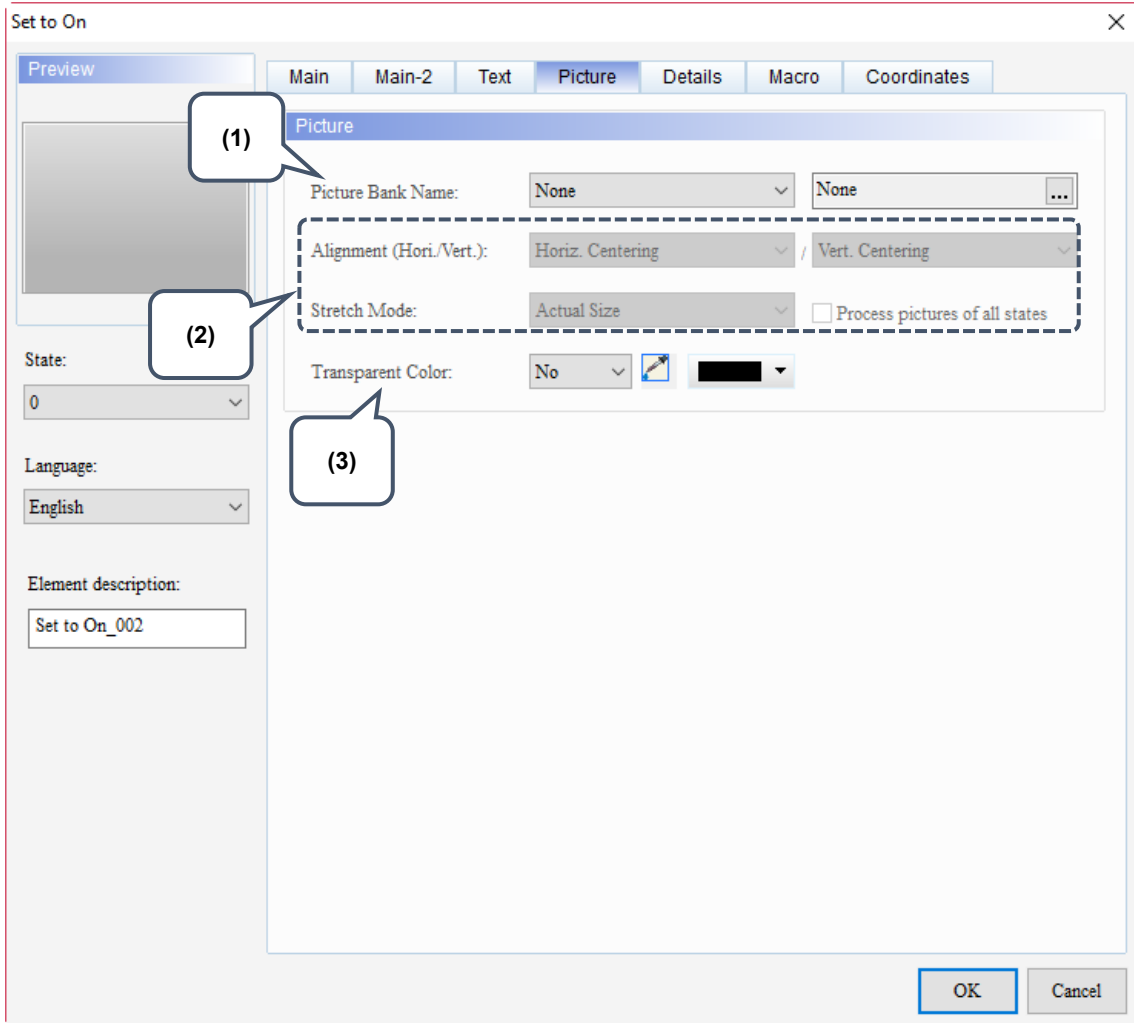 Set to On
Preview
Main Main-2 Text Picture Details Macro Coordinates
(1)
Picture
Picture Bank Name: None None ...
Alignment (Hori./Vert.): Horiz. Centering / Vert. Centering
(2)
Stretch Mode: Actual Size Process pictures of all states
State:
0
Transparent Color: No
(3)
Language:
English
Element description:
Set to On_002
OK Cancel